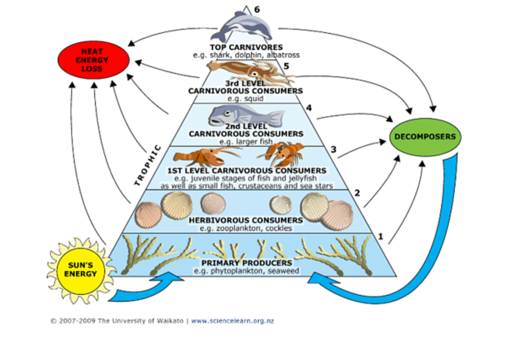 6
TOP CARNIVORES
e.g. shark, dolphin, albatross
HEAT
ENERGY
LOSS
5
3rd LEVEL
CARNIVOROUS CONSUMERS
e.g. squid
4
2nd LEVEL
CARNIVOROUS CONSUMERS
e.g. larger fish
DECOMPOSERS
TROPHIC
3
1ST LEVEL CARNIVOROUS CONSUMERS
e.g. juvenile stages of fish and jellyfish
as well as small fish, crustaceans and sea stars
2
HERBIVOROUS CONSUMERS
e.g. zooplankton, cockles
1
SUN'S
ENERGY
PRIMARY PRODUCERS
e.g. phytoplankton, seaweed
© 2007-2009 The University of Waikato | www.sciencelearn.org.nz